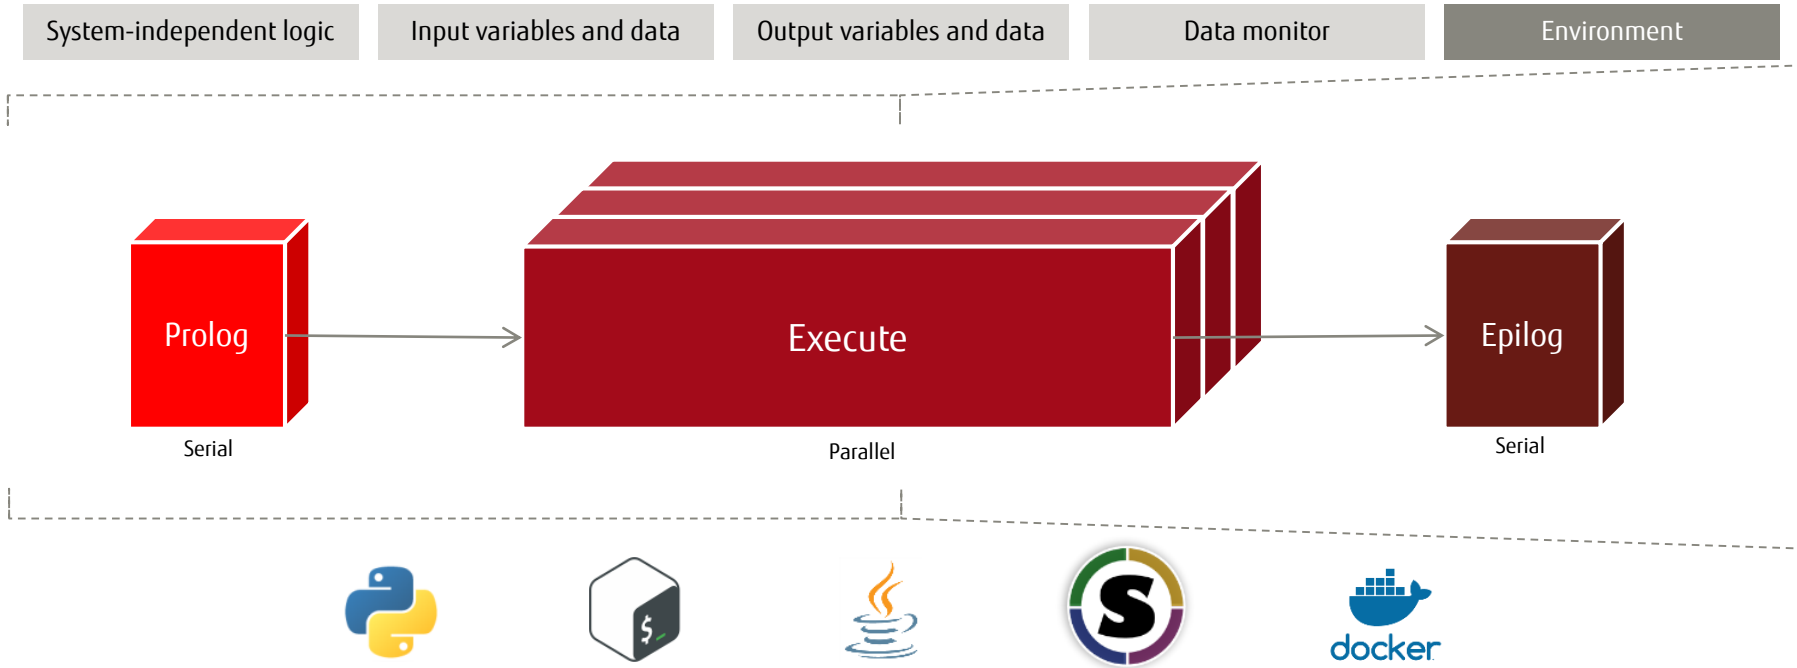 System-independent logic
Input variables and data
Output variables and data
Data monitor
Environment
Prolog
Execute
Epilog
Serial
Parallel
Serial
$_
S
docker